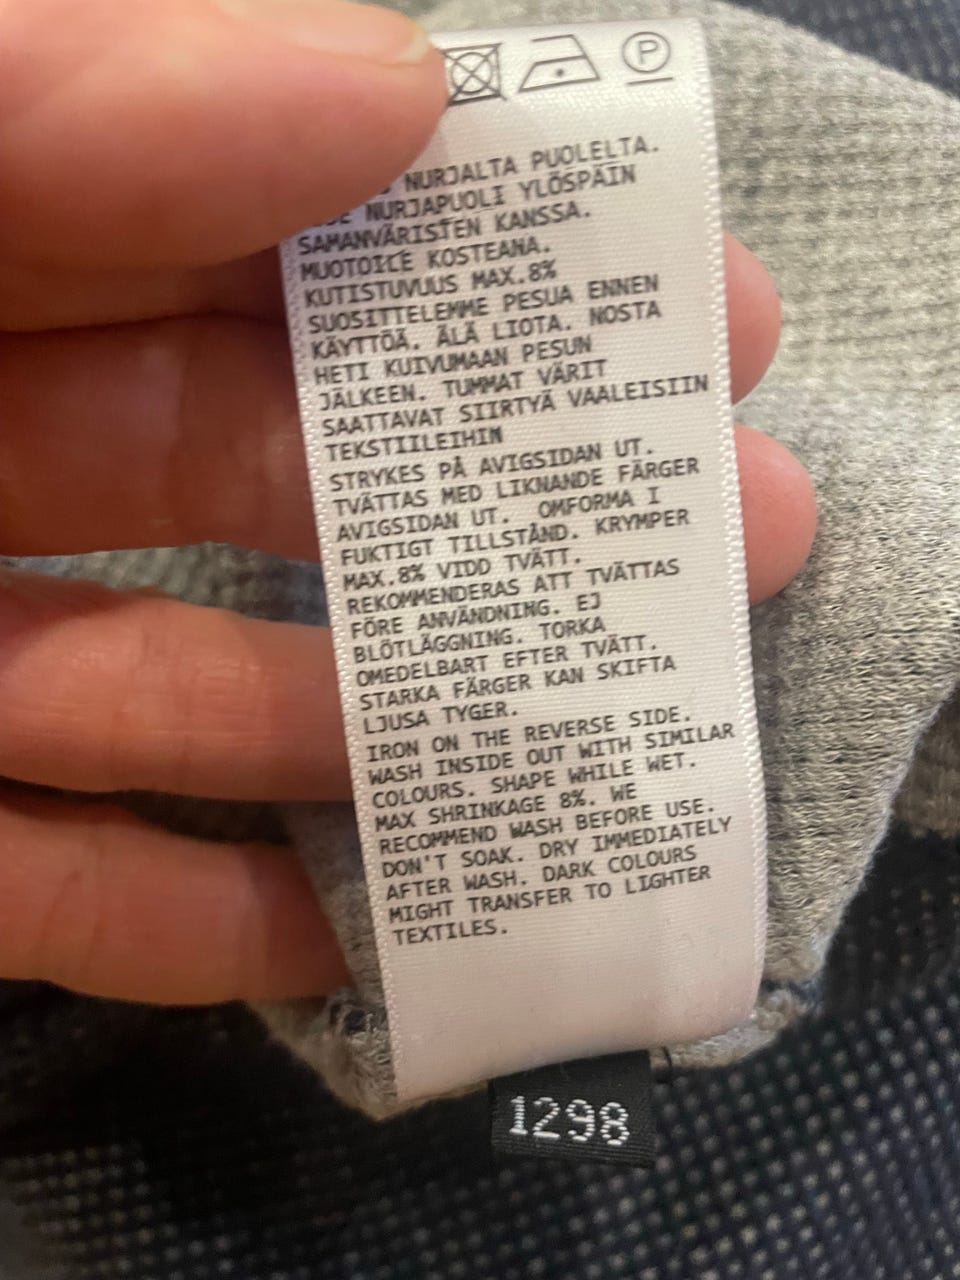 P
NURJALTA PUOLELTA.
NURJAPUOLI YLÖSPÄIN
SAMANVÄRISTEN KANSSA.
MUOTOILE KOSTEANA.
KUTISTUVUUS MAX.8%
SUOSITTELEMME PESUA ENNEN
KÄYTTÖÄ. ÄLÄ LIOTA. NOSTA
HETI KUIVUMAAN PESUN
JÄLKEEN. TUMMAT VÄRIT
SAATTAVAT SIIRTYÄ VAALEISIIN
TEKSTIILEIHIN
STRYKES PÅ AVIGSIDAN UT.
TVÄTTAS MED LIKNANDE FÄRGER
AVIGSIDAN UT. OMFORMA I
FUKTIGT TILLSTÅND. KRYMPER
MAX.8% VIDD TVÄTT.
REKOMMENDERAS ATT TVÄTTAS
FÖRE ANVÄNDNING. EJ
BLÖTLÄGGNING. TORKA
OMEDELBART EFTER TVÄTT.
STARKA FÄRGER KAN SKIFTA
LJUSA TYGER.
IRON ON THE REVERSE SIDE.
WASH INSIDE OUT WITH SIMILAR
COLOURS. SHAPE WHILE WET.
MAX SHRINKAGE 8%. WE
RECOMMEND WASH BEFORE USE.
DON'T SOAK. DRY IMMEDIATELY
AFTER WASH. DARK COLOURS
MIGHT TRANSFER TO LIGHTER
TEXTILES.
1298